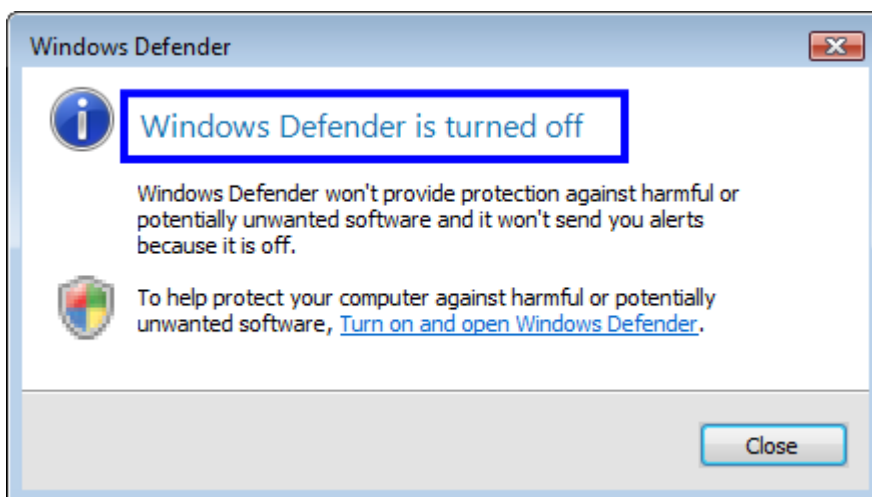 Windows Defender
Windows Defender is turned off
Windows Defender won't provide protection against harmful or
potentially unwanted software and it won't send you alerts
because it is off.
To help protect your computer against harmful or potentially
unwanted software, Turn on and open Windows Defender.
Close